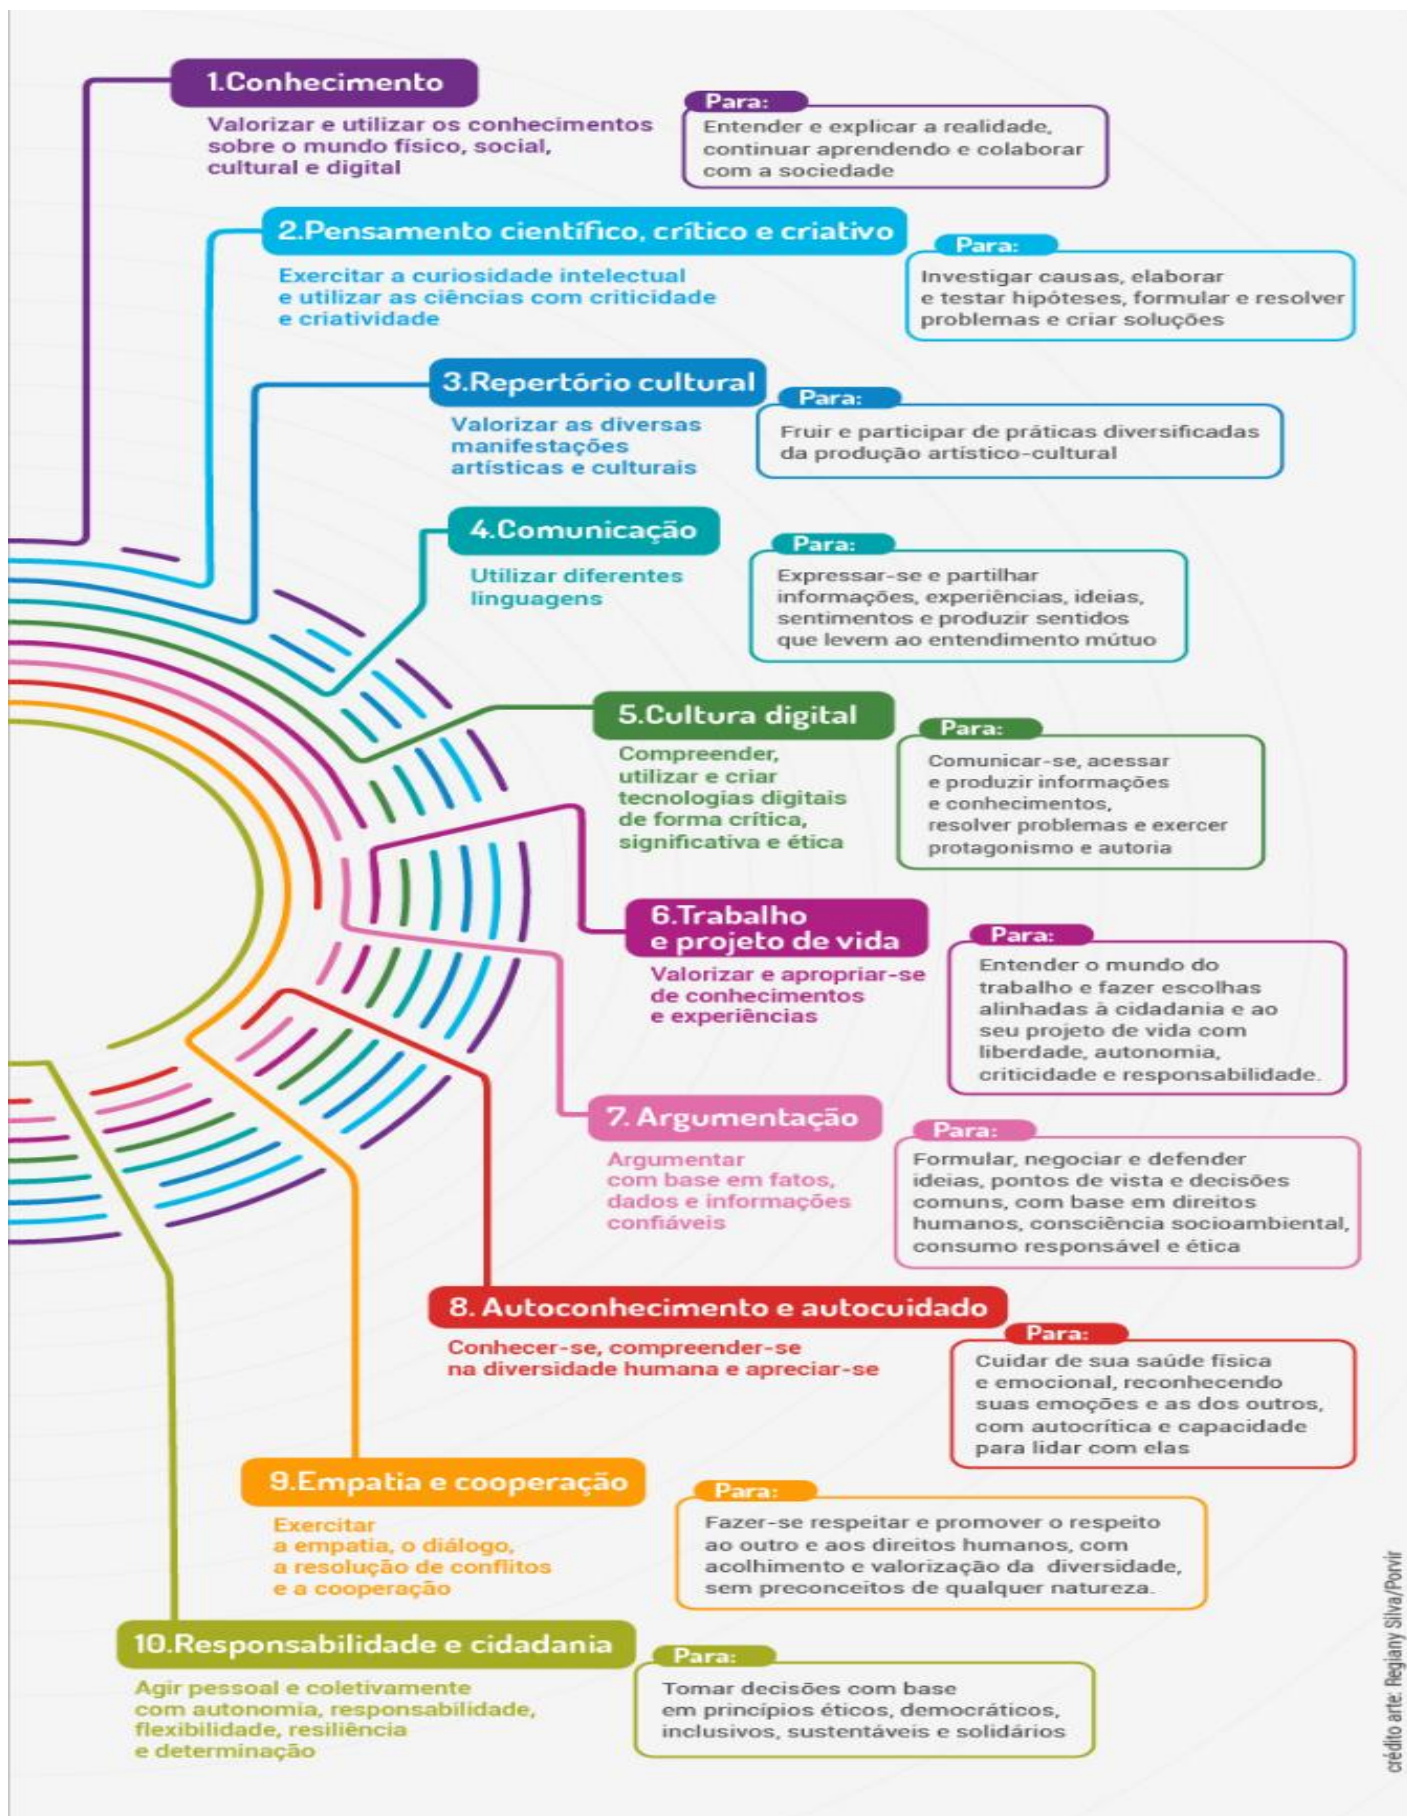 1.Conhecimento
Valorizar e utilizar os conhecimentos
sobre o mundo físico, social,
cultural e digital
Para:
Entender e explicar a realidade,
continuar aprendendo e colaborar
com a sociedade
2.Pensamento científico, crítico e criativo
Exercitar a curiosidade intelectual
e utilizar as ciências com criticidade
e criatividade
Para:
Investigar causas, elaborar
e testar hipóteses, formular e resolver
problemas e criar soluções
3.Repertório cultural
Valorizar as diversas
manifestações
artísticas e culturais
Para:
Fruir e participar de práticas diversificadas
da produção artístico-cultural
4.Comunicação
Utilizar diferentes
linguagens
Para:
Expressar-se e partilhar
informações, experiências, ideias,
sentimentos e produzir sentidos
que levem ao entendimento mútuo
5.Cultura digital
Compreender,
utilizar e criar
tecnologias digitais
de forma crítica,
significativa e ética
Para:
Comunicar-se, acessar
e produzir informações
e conhecimentos,
resolver problemas e exercer
protagonismo e autoria
6.Trabalho
e projeto de vida
Valorizar e apropriar-se
de conhecimentos
e experiências
Para:
Entender o mundo do
trabalho e fazer escolhas
alinhadas à cidadania e ao
seu projeto de vida com
liberdade, autonomia,
criticidade e responsabilidade.
7. Argumentação
Argumentar
com base em fatos,
dados e informações
confiáveis
Para:
Formular, negociar e defender
ideias, pontos de vista e decisões
comuns, com base em direitos
humanos, consciência socioambiental,
consumo responsável e ética
8. Autoconhecimento e autocuidado
Conhecer-se, compreender-se
na diversidade humana e apreciar-se
Para:
Cuidar de sua saúde física
e emocional, reconhecendo
suas emoções e as dos outros,
com autocrítica e capacidade
para lidar com elas
9.Empatia e cooperação
Exercitar
a empatia, o diálogo,
a resolução de conflitos
e a cooperação
Para:
Fazer-se respeitar e promover o respeito
ao outro e aos direitos humanos, com
acolhimento e valorização da diversidade,
sem preconceitos de qualquer natureza.
10.Responsabilidade e cidadania
Agir pessoal e coletivamente
com autonomia, responsabilidade,
flexibilidade, resiliência
e determinação
Para:
Tomar decisões com base
em princípios éticos, democráticos,
inclusivos, sustentáveis e solidários
crédito arte: Regiany Silva/Porvir